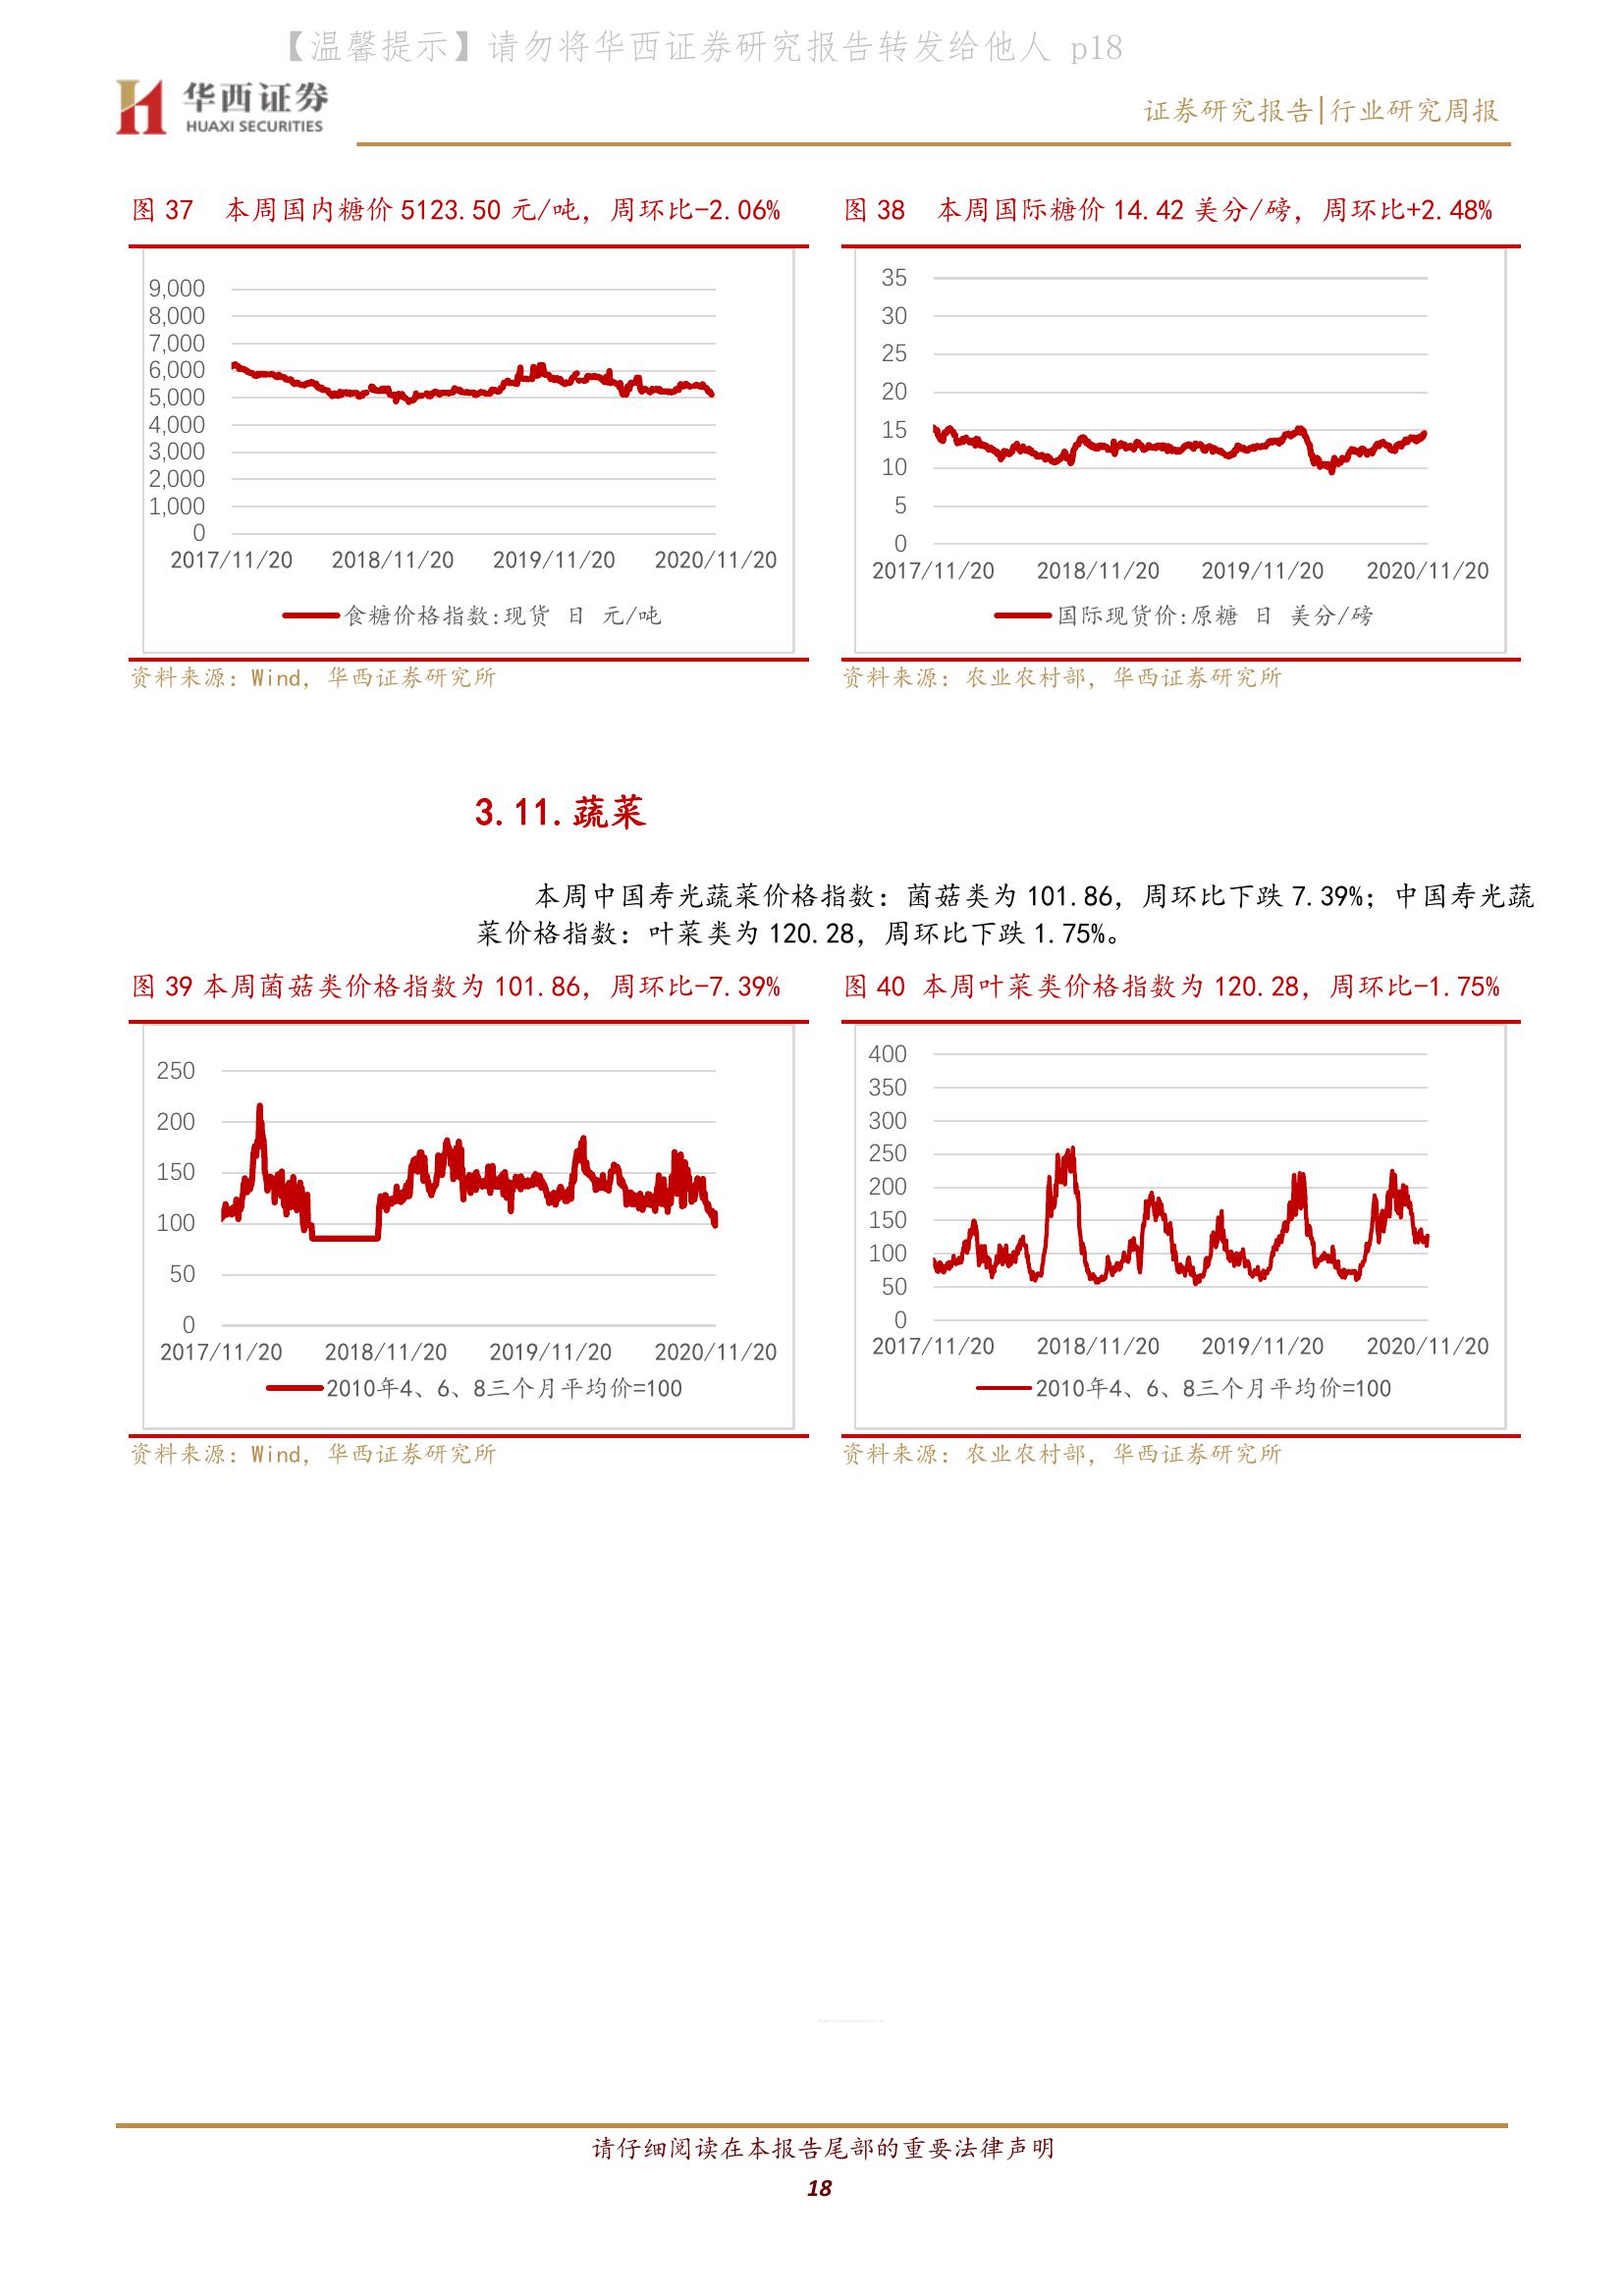 【温馨提示】请勿将华西证券研究报告转发给他人 p18
华西证券
HUAXI SECURITIES
证券研究报告|行业研究周报
图 37 本周国内糖价 5123.50 元/吨，周环比-2.06%
9,000
8,000
7,000
6,000
5,000
4,000
3,000
2,000
1,000
0
2017/11/20 2018/11/20 2019/11/20 2020/11/20
食糖价格指数:现货 日 元/吨
资料来源：Wind，华西证券研究所
图 38 本周国际糖价 14.42 美分/磅，周环比+2.48%
35
30
25
20
15
10
5
0
2017/11/20 2018/11/20 2019/11/20 2020/11/20
国际现货价:原糖 日 美分/磅
资料来源：农业农村部，华西证券研究所
3.11.蔬菜
本周中国寿光蔬菜价格指数：菌菇类为 101.86，周环比下跌 7.39%；中国寿光蔬
菜价格指数：叶菜类为 120.28，周环比下跌 1.75%。
图 39 本周菌菇类价格指数为 101.86，周环比-7.39%
250
200
150
100
50
0
2017/11/20 2018/11/20 2019/11/20 2020/11/20
2010年4、6、8三个月平均价=100
资料来源：Wind，华西证券研究所
图 40 本周叶菜类价格指数为 120.28，周环比-1.75%
400
350
300
250
200
150
100
50
0
2017/11/20 2018/11/20 2019/11/20 2020/11/20
2010年4、6、8三个月平均价=100
资料来源：农业农村部，华西证券研究所
请仔细阅读在本报告尾部的重要法律声明
18